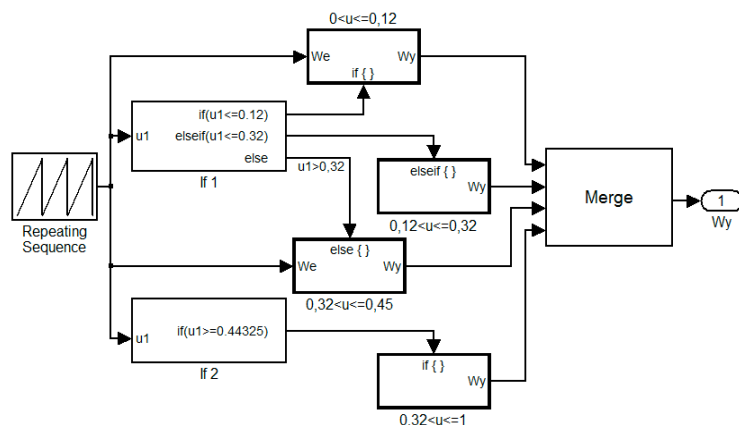 0<u<=0,12
We
Wy
if { }
if(u1<=0.12)
u1
elseif(u1<=0.32)
else
If 1
u1>0,32
elseif { }
Wy
0,12<u<=0,32
Repeating
Sequence
else { }
We
Wy
0,32<u<=0,45
Merge
1
Wy
u1
if(u1>=0.44325)
If 2
if { }
Wy
0.32<u<=1